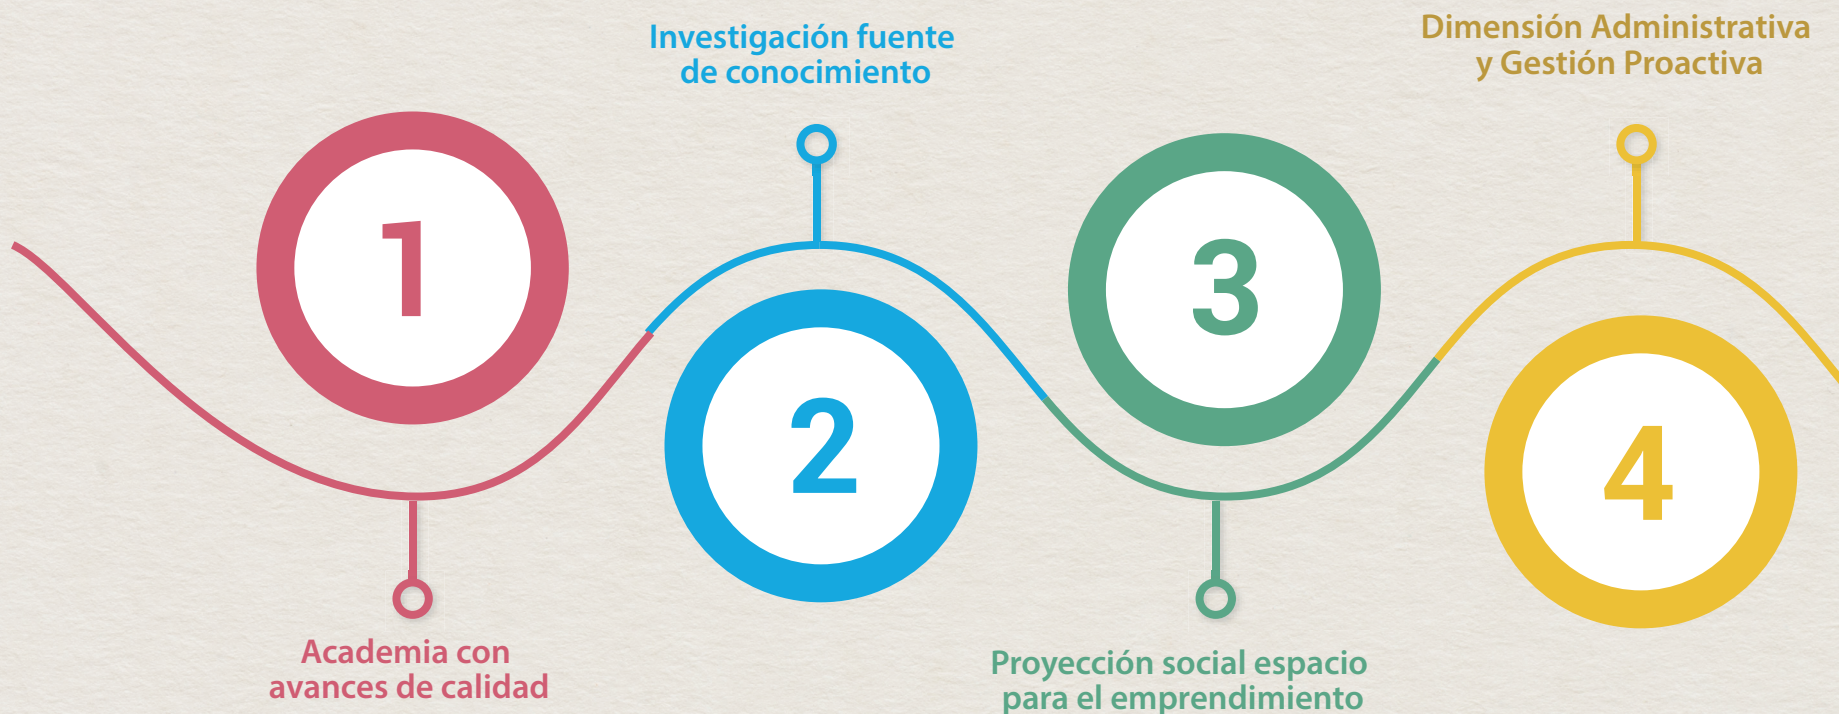 1
Academia con
avances de calidad
Investigación fuente
de conocimiento
2
3
Proyección social espacio
para el emprendimiento
Dimensión Administrativa
y Gestión Proactiva
4